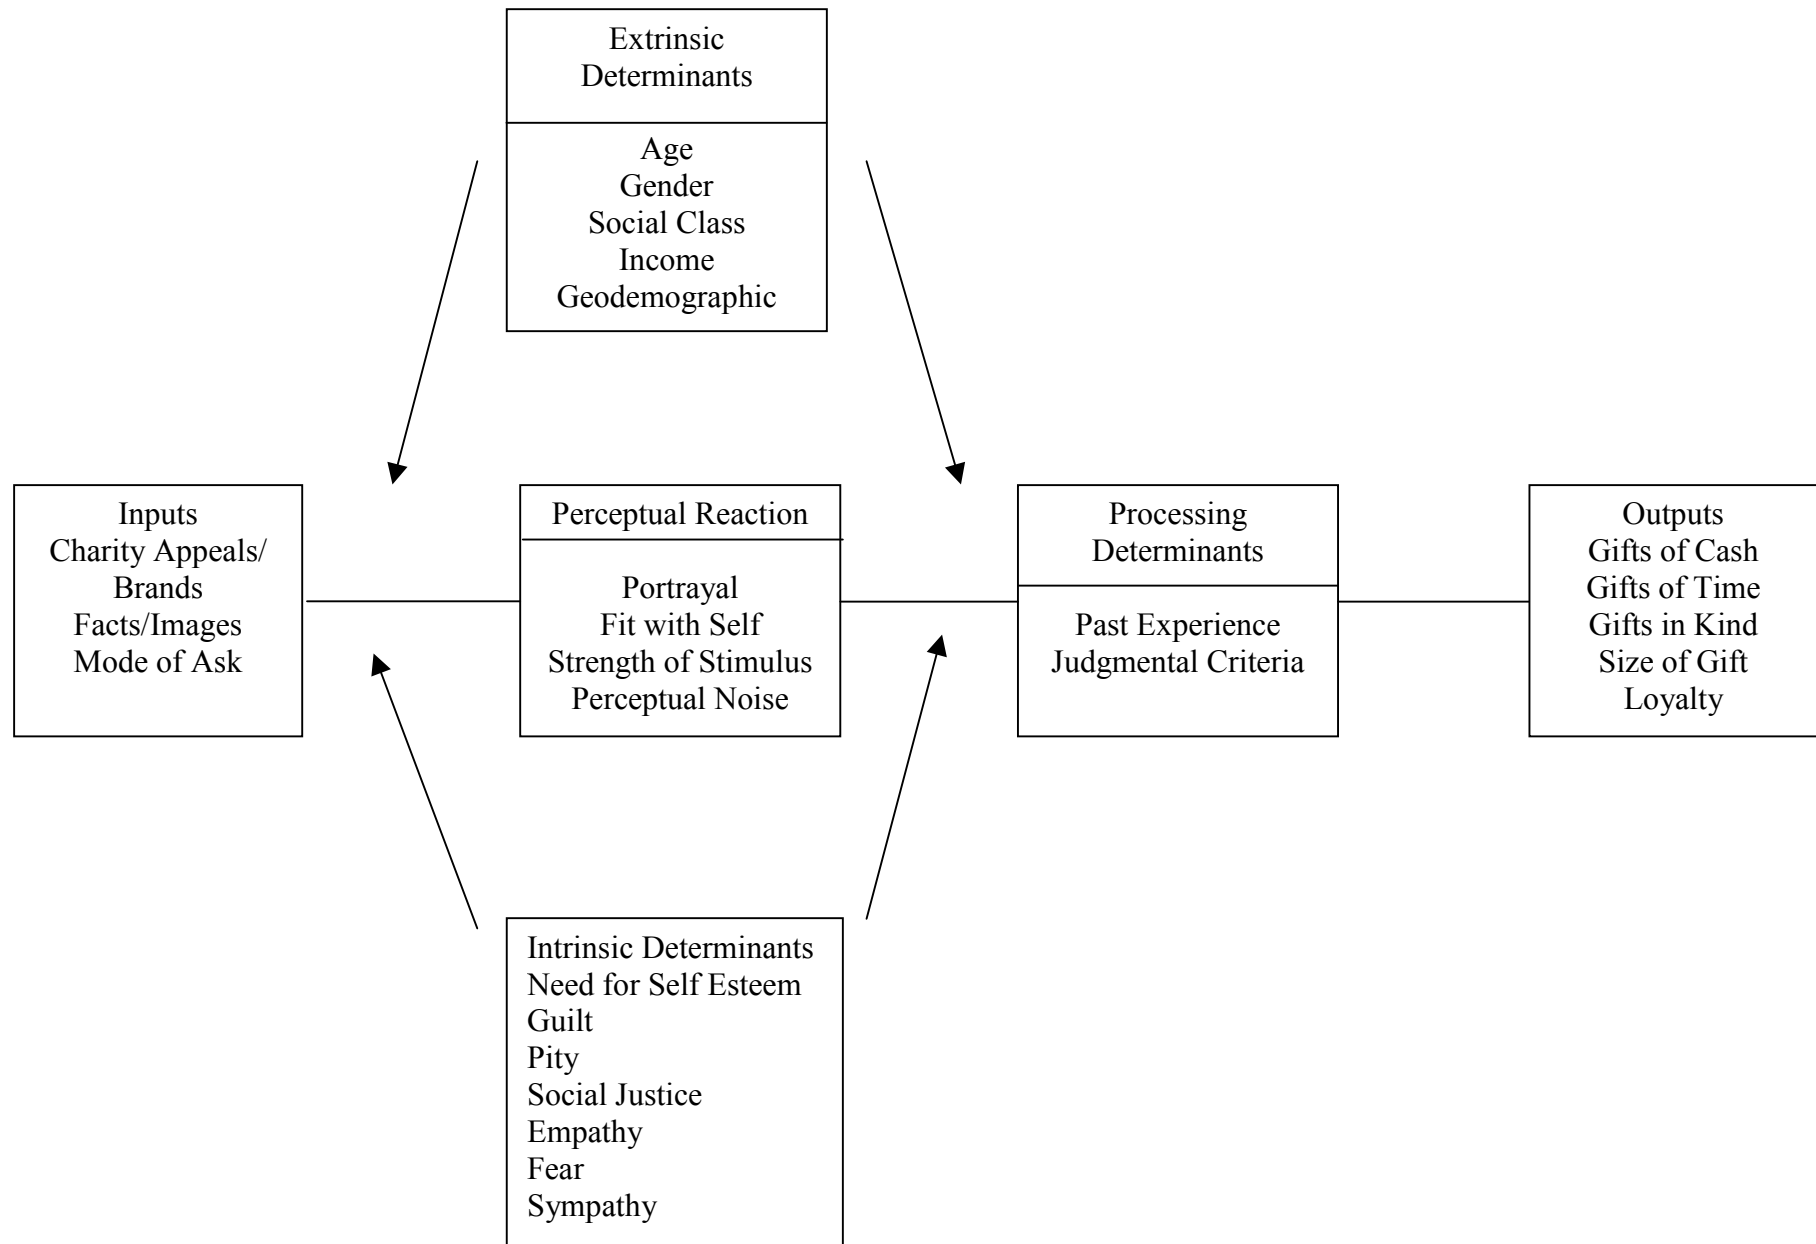 Extrinsic
Determinants
Age
Gender
Social Class
Income
Geodemographic
Inputs
Charity Appeals/
Brands
Facts/Images
Mode of Ask
Perceptual Reaction
Portrayal
Fit with Self
Strength of Stimulus
Perceptual Noise
Processing
Determinants
Past Experience
Judgmental Criteria
Outputs
Gifts of Cash
Gifts of Time
Gifts in Kind
Size of Gift
Loyalty
Intrinsic Determinants
Need for Self Esteem
Guilt
Pity
Social Justice
Empathy
Fear
Sympathy